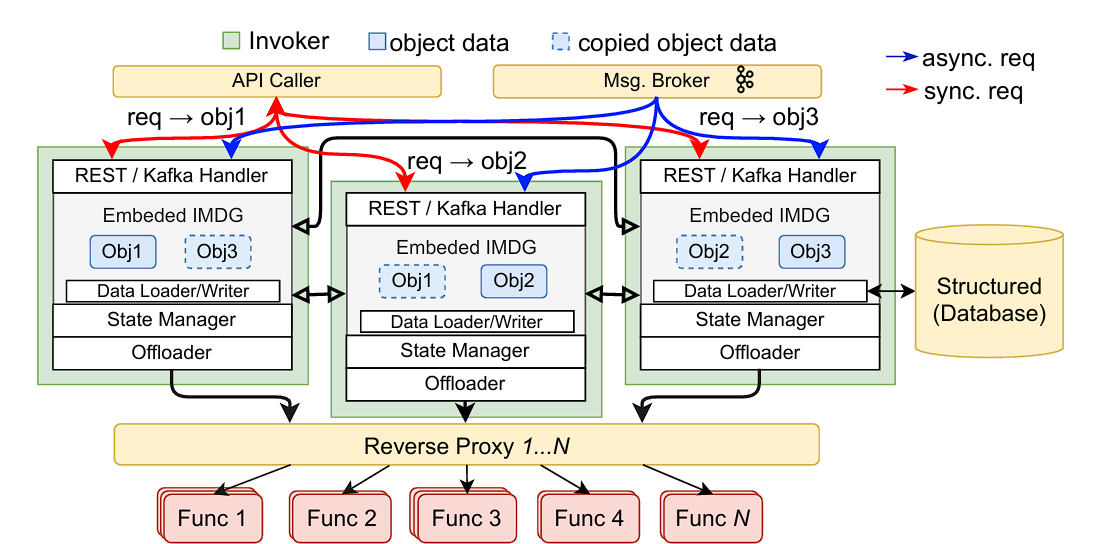 Invoker
object data
copied object data
async. req
sync. req
API Caller
Msg. Broker
req → obj1
req → obj2
req → obj3
REST / Kafka Handler
Embeded IMDG
Obj1
Obj3
Data Loader/Writer
State Manager
Offloader
REST / Kafka Handler
Embeded IMDG
Obj1
Obj2
Data Loader/Writer
State Manager
Offloader
REST / Kafka Handler
Embeded IMDG
Obj2
Obj3
Data Loader/Writer
State Manager
Offloader
Structured
(Database)
Reverse Proxy 1...N
Func 1
Func 2
Func 3
Func 4
Func N